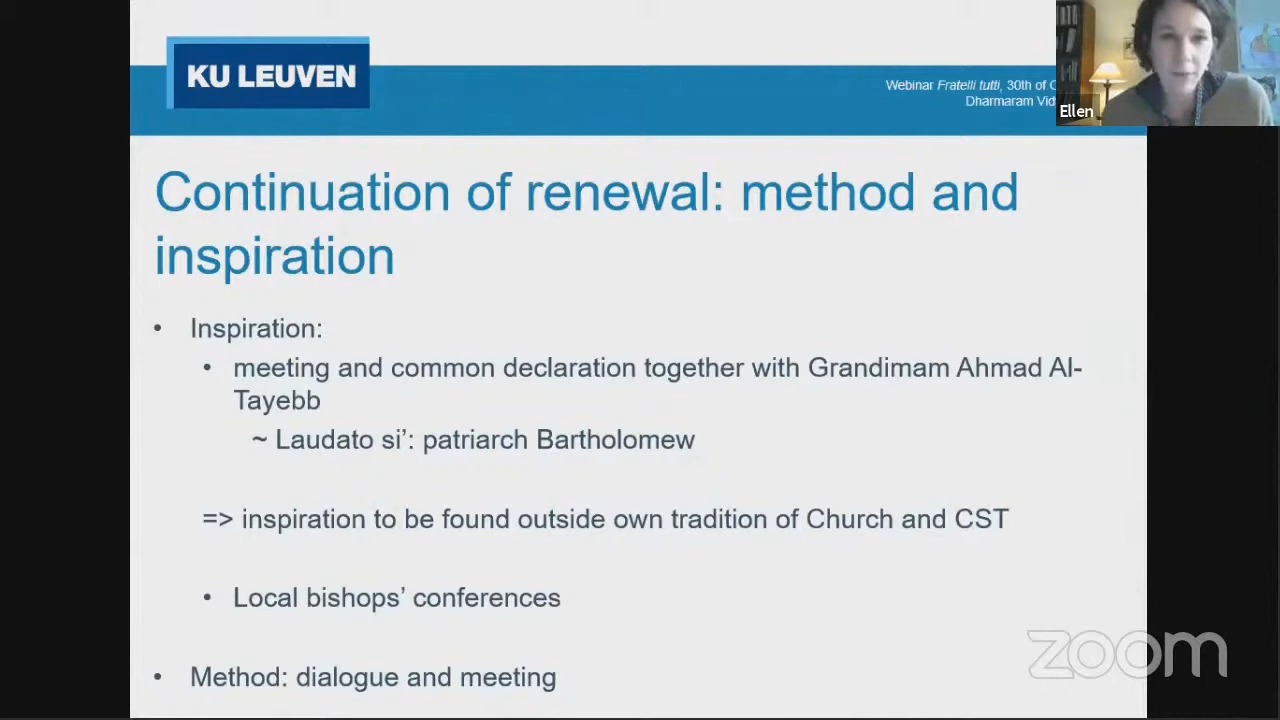 KU LEUVEN
Webinar Fratelli tutti, 30th of
Dharmaram
Ellen
Continuation of renewal: method and
inspiration
• Inspiration:
• meeting and common declaration together with Grandimam Ahmad Al-
Tayebb
~ Laudato si’: patriarch Bartholomew
=> inspiration to be found outside own tradition of Church and CST
• Local bishops’ conferences
• Method: dialogue and meeting
zoom